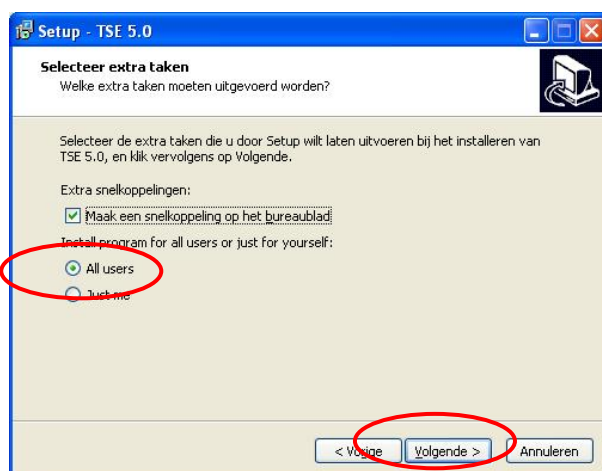 Setup - TSE 5.0
Selecteer extra taken
Welke extra taken moeten uitgevoerd worden?
Selecteer de extra taken die u door Setup wilt laten uitvoeren bij het installeren van
TSE 5.0, en klik vervolgens op Volgende.
Extra snelkoppelingen:
Maak een snelkoppeling op het bureaublad
Install program for all users or just for yourself:
All users
Just me
< Vorige Volgende > Annuleren